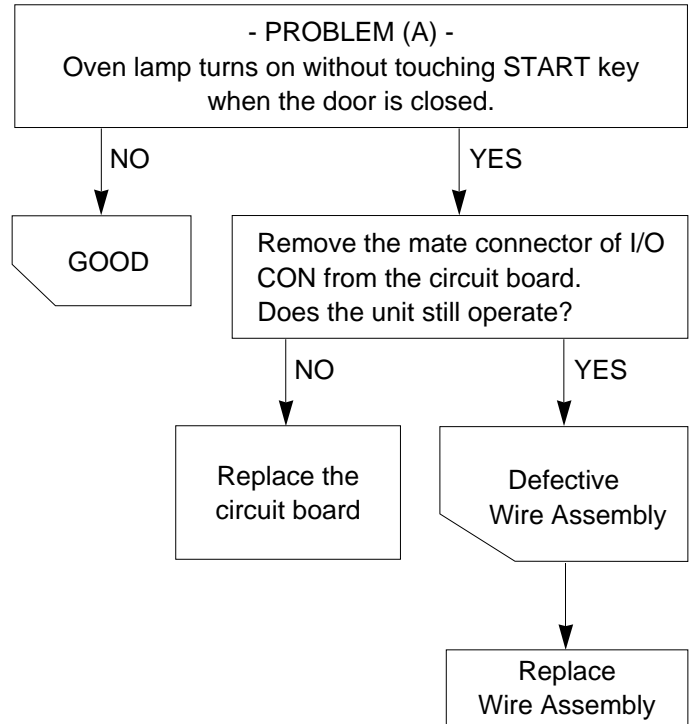 - PROBLEM (A) -
Oven lamp turns on without touching START key
when the door is closed.
NO
YES
GOOD
Remove the mate connector of I/O
CON from the circuit board.
Does the unit still operate?
NO
YES
Replace the
circuit board
Defective
Wire Assembly
Replace
Wire Assembly